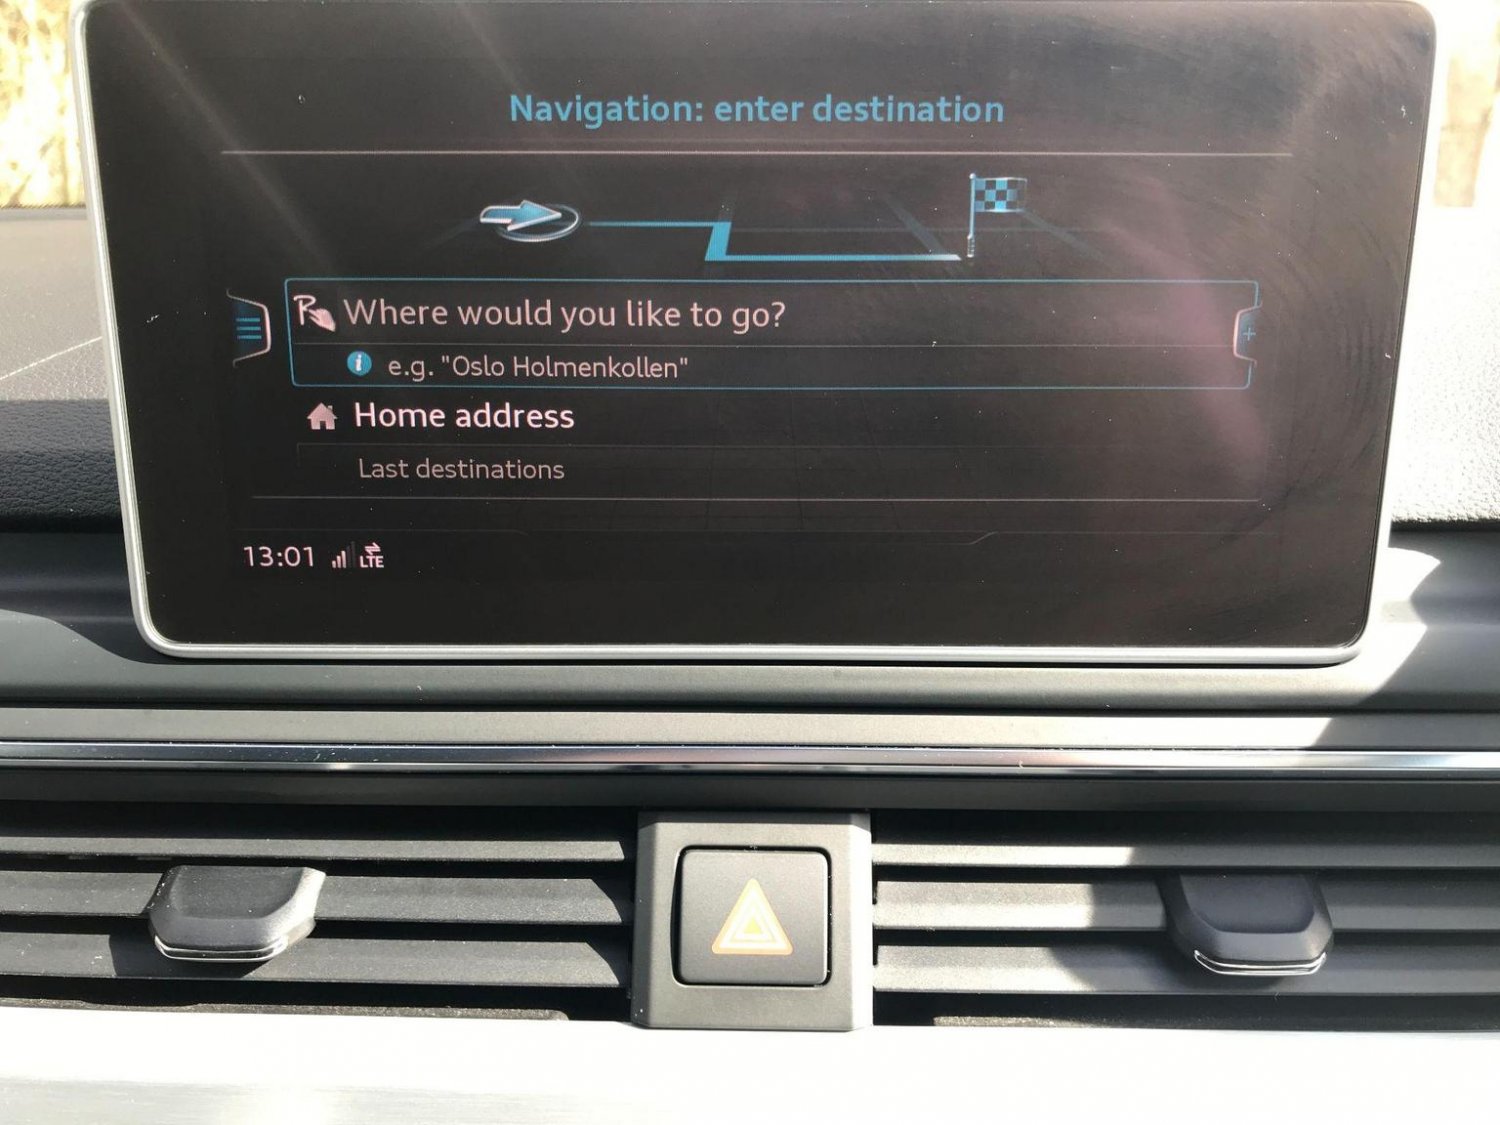 Navigation: enter destination
Where would you like to go?
e.g. "Oslo Holmenkollen"
Home address
Last destinations
13:01 LTE